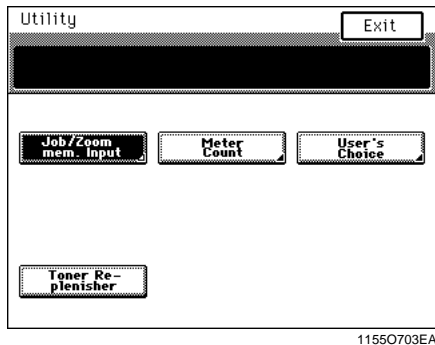 Utility
Exit
Job/Zoom
mem. Input
Meter
Count
User's
Choice
Toner Re-
plenisher
1155O703EA